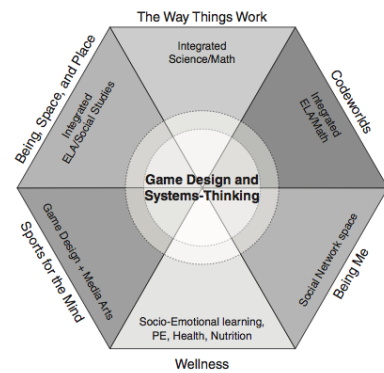 The Way Things Work
Integrated
Science/Math
Being, Space, and Place
Integrated
ELA/Social Studies
Codeworlds
Integrated
ELA/Math
Game Design and
Systems-Thinking
Sports for the Mind
Game Design + Media Arts
Social Network space
Being Me
Socio-Emotional learning,
PE, Health, Nutrition
Wellness